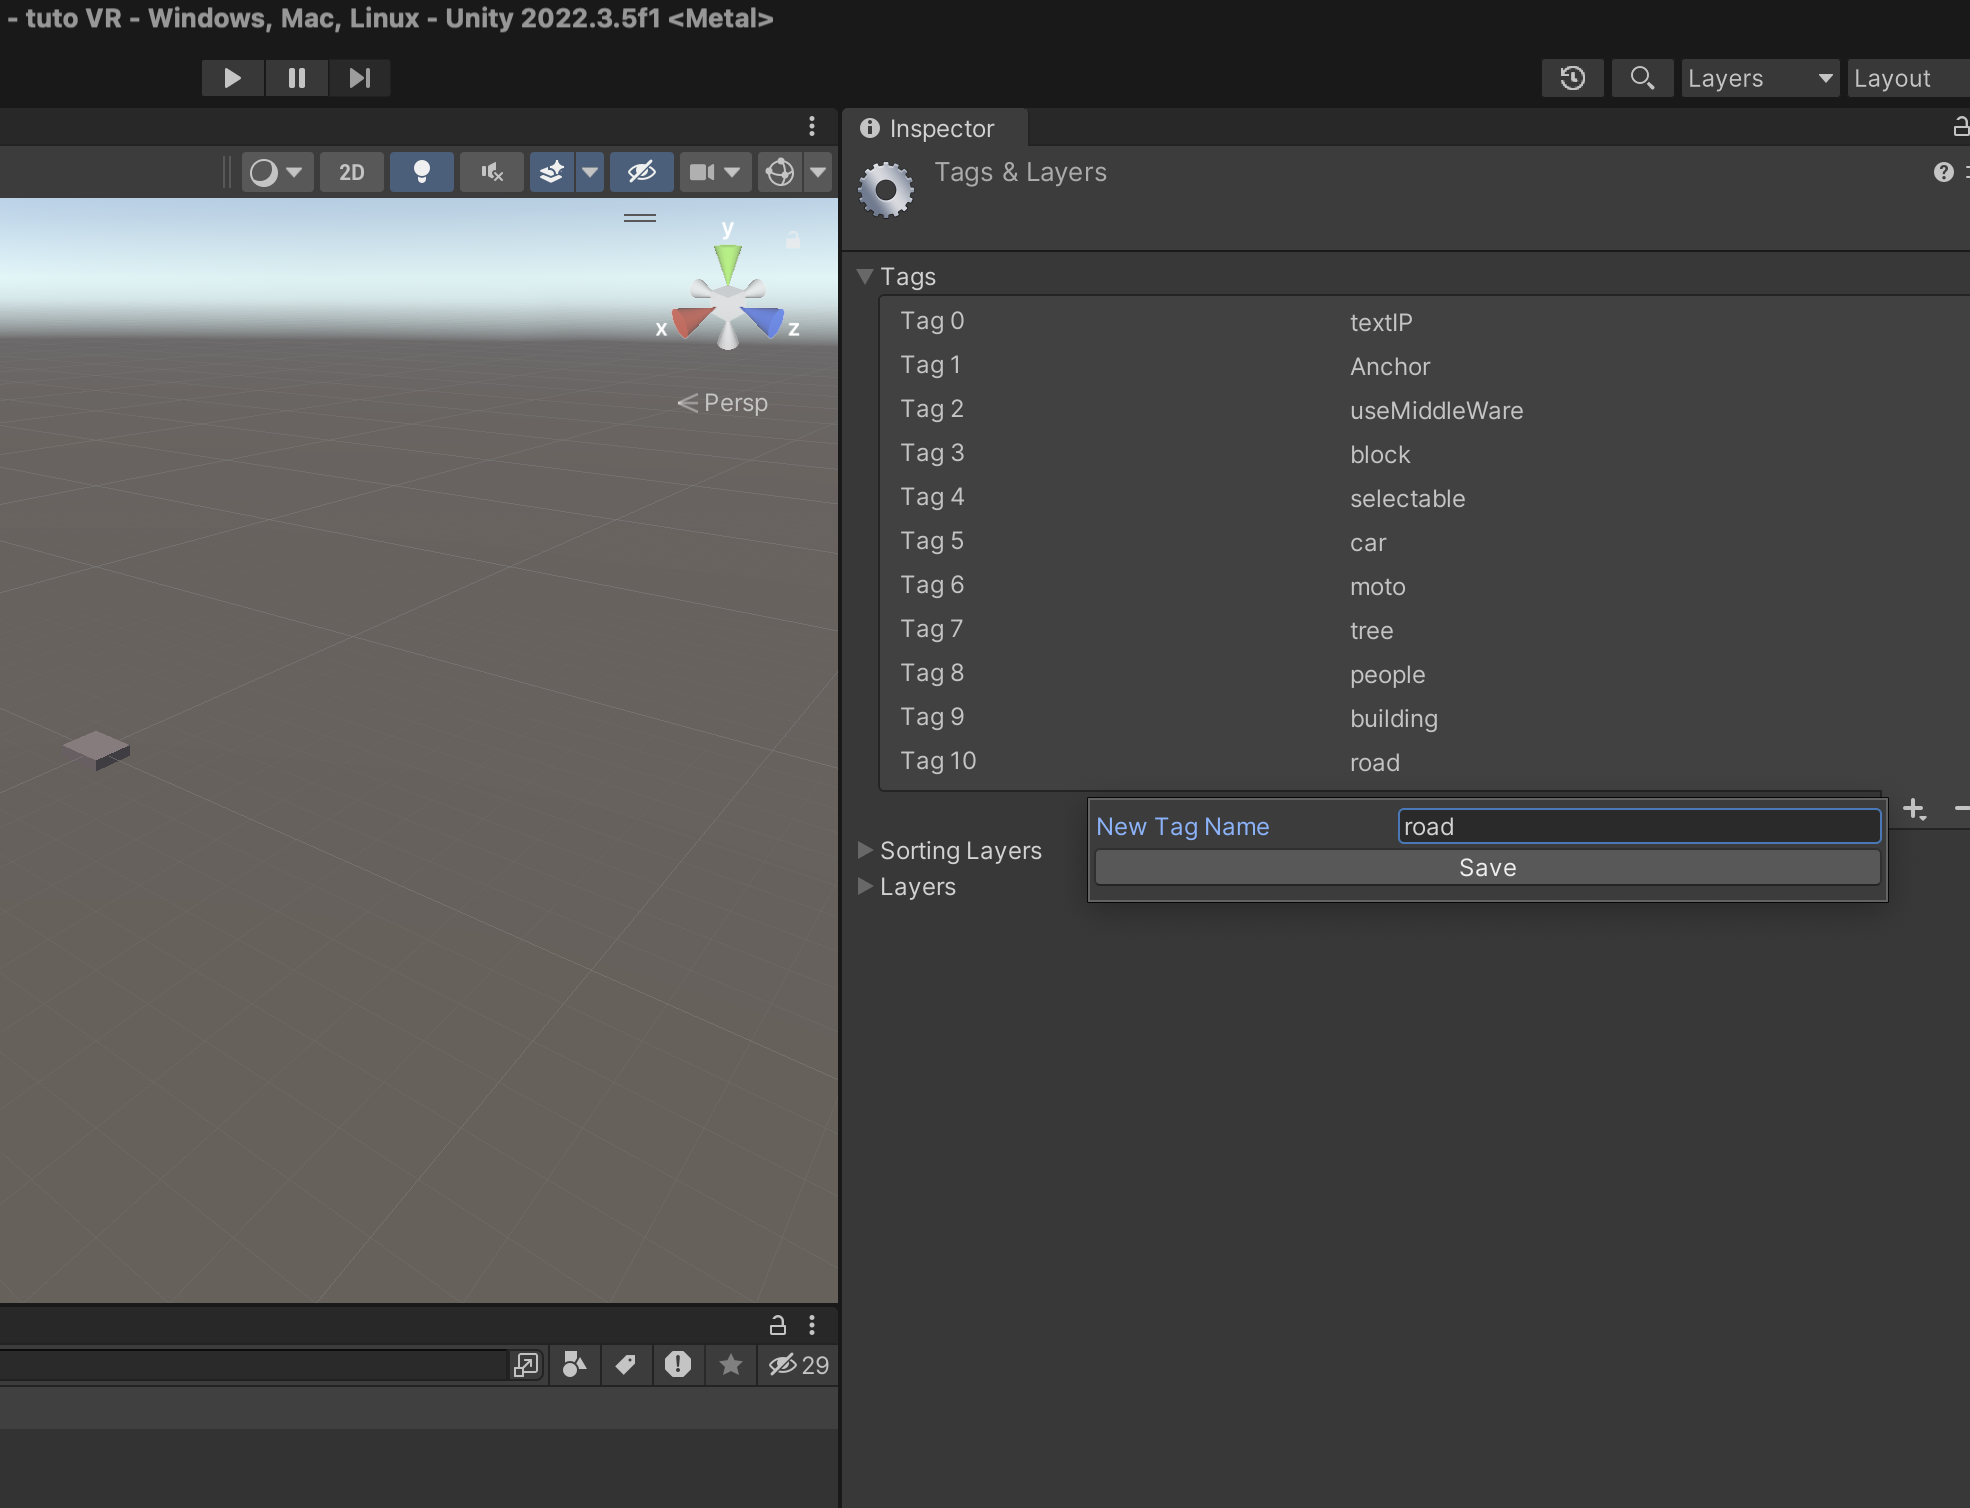 - tuto VR - Windows, Mac, Linux - Unity 2022.3.5f1 <Metal>
Layers
Layout
Inspector
2D
Tags & Layers
y
x
z
Persp
Tags
Tag 0 textIP
Tag 1 Anchor
Tag 2 useMiddleWare
Tag 3 block
Tag 4 selectable
Tag 5 car
Tag 6 moto
Tag 7 tree
Tag 8 people
Tag 9 building
Tag 10 road
New Tag Name road
Save
Sorting Layers
Layers
29